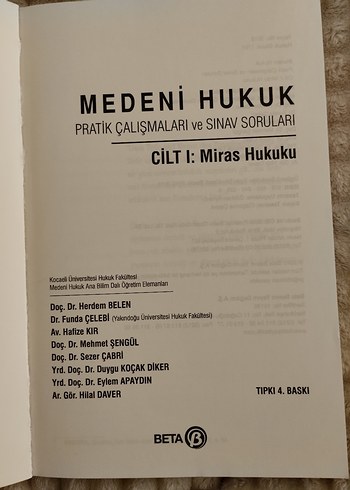 MEDENİ HUKUK
PRATİK ÇALIŞMALARI ve SINAV SORULARI
CİLT I: Miras Hukuku
Kocaeli Üniversitesi Hukuk Fakültesi
Medeni Hukuk Ana Bilim Dalı Öğretim Elemanları
Doç. Dr. Herdem BELEN
Dr. Funda ÇELEBİ (Yakındoğu Üniversitesi Hukuk Fakültesi)
Av. Hafize KIR
Doç. Dr. Mehmet ŞENGÜL
Doç. Dr. Sezer ÇABRİ
Yrd. Doç. Dr. Duygu KOÇAK DİKER
Yrd. Doç. Dr. Eylem APAYDIN
Ar. Gör. Hilal DAVER
TIPKI 4. BASKI
BETA B